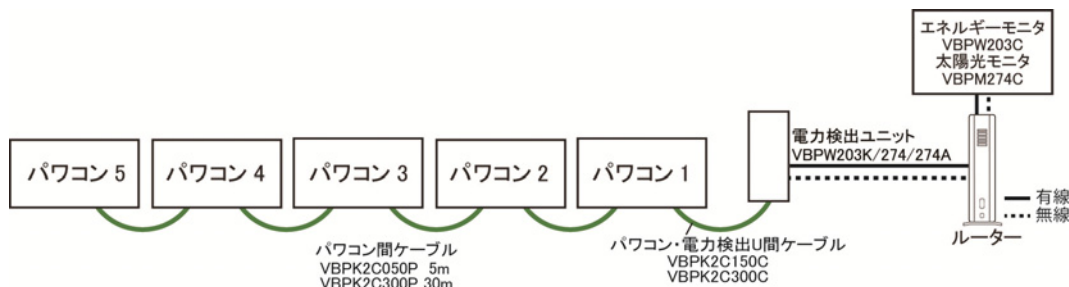 エネルギーモニタ
VBPW203C
太陽光モニタ
VBPM274C
電力検出ユニット
VBPW203K/274/274A
パワコン 5
パワコン 4
パワコン 3
パワコン 2
パワコン 1
有線
無線
ルーター
パワコン間ケーブル
VBPK2C050P 5m
VBPK2C300P 30m
パワコン・電力検出U間ケーブル
VBPK2C150C
VBPK2C300C